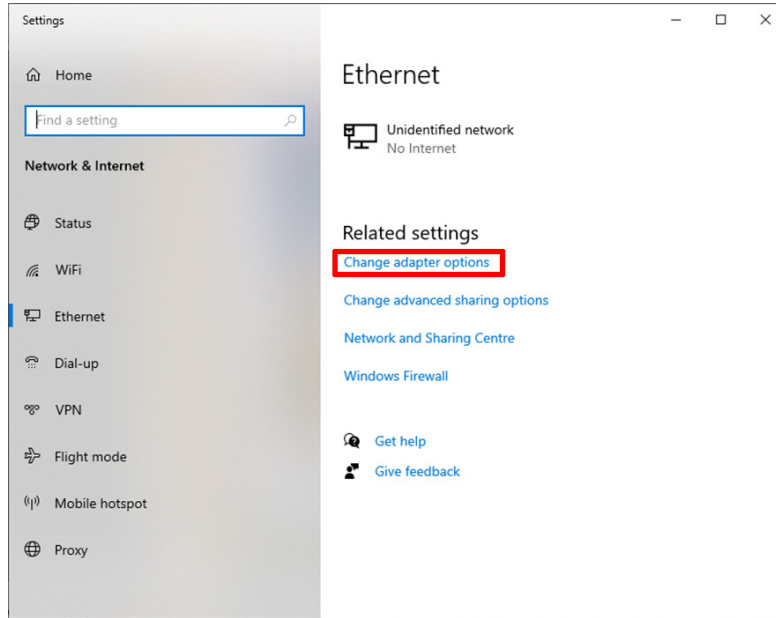 Settings
Home
Find a setting
Network & Internet
Status
WiFi
Ethernet
Dial-up
VPN
Flight mode
Mobile hotspot
Proxy
Ethernet
Unidentified network
No Internet
Related settings
Change adapter options
Change advanced sharing options
Network and Sharing Centre
Windows Firewall
Get help
Give feedback